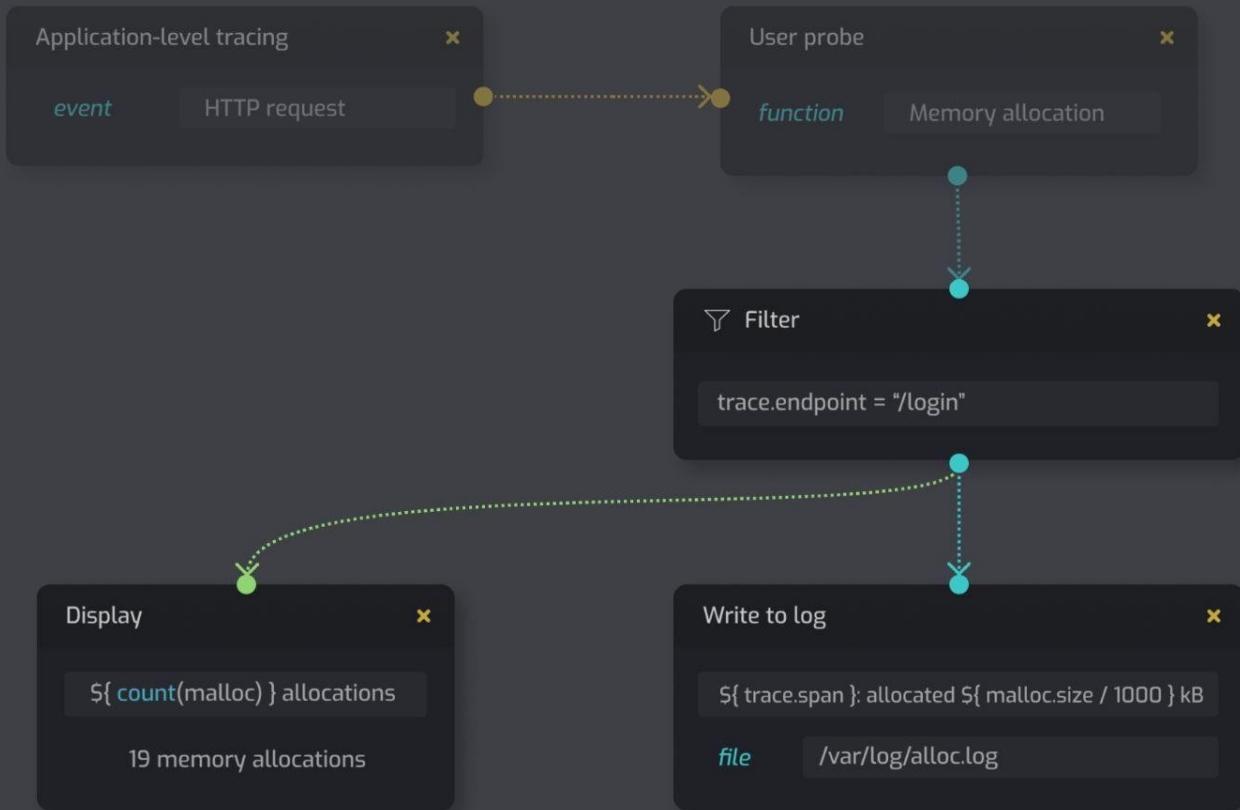 Application-level tracing
event HTTP request
User probe
function Memory allocation
Filter
trace.endpoint = “/login”
Display
${ count(malloc) } allocations
19 memory allocations
Write to log
${ trace.span }: allocated ${ malloc.size / 1000 } kB
file /var/log/alloc.log